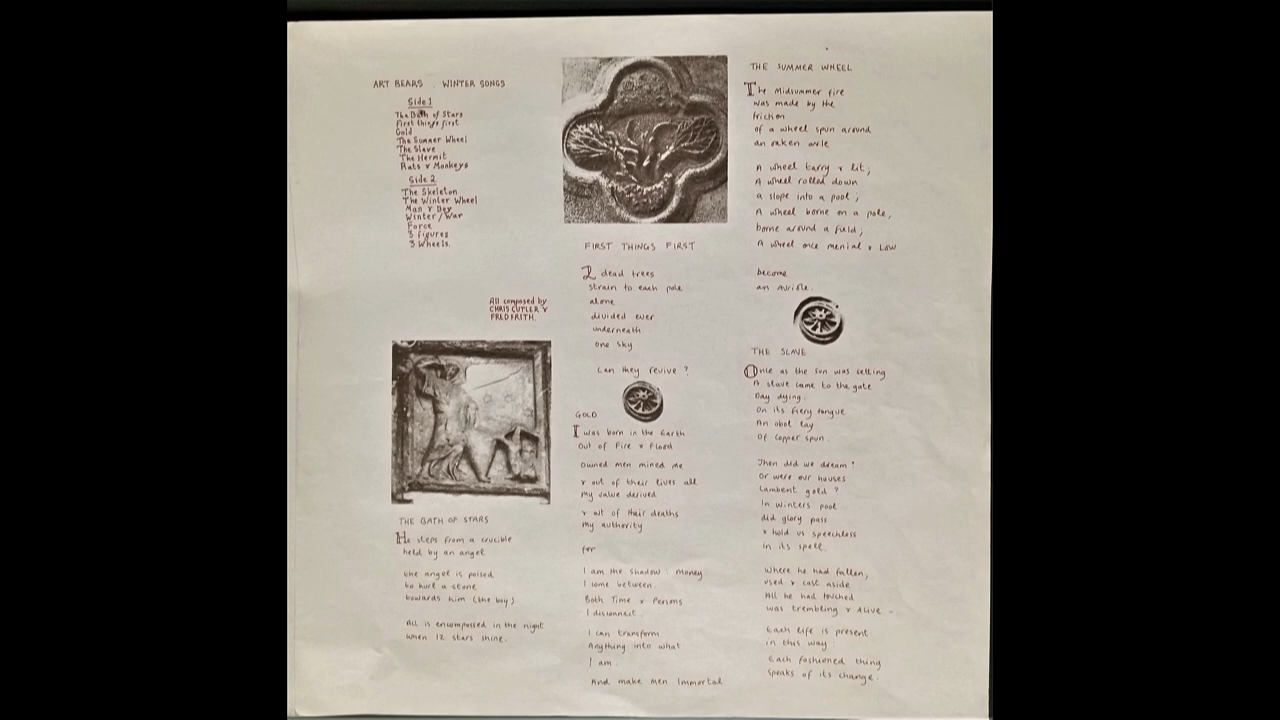 ART BEARS . WINTER SONGS
Side 1
The Bath of Stars
First things first
Gold
The Summer Wheel
The Slave
The Hermit
Rats & Monkeys
Side 2
The Skeleton
The Winter Wheel
Man & Boy
Winter/War
Force
3 figures
3 Wheels.
All composed by
CHRIS CUTLER &
FRED FRITH.
THE BATH OF STARS
He steps from a crucible
held by an angel
the angel is poised
to hurl a stone
towards him (the boy)
All is encompassed in the night
when 12 stars shine.
FIRST THINGS FIRST
2 dead trees
strain to each pole
alone
divided ever
underneath
one sky
Can they revive ?
GOLD
I was born in the Earth
Out of Fire & Flood
Owned men mined me
& out of their lives all
my value derived
& out of their deaths
my authority
for
I am the shadow : money
I come between.
Both Time & Persons
I disconnect.
I can transform
Anything into what
I am.
And make men Immortal
THE SUMMER WHEEL
The Midsummer fire
was made by the
friction
of a wheel spun around
an oaken axle
A wheel tarry & lit;
A wheel rolled down
a slope into a pool;
A wheel borne on a pole,
borne around a field;
A wheel once menial & low
become
an Aureole.
THE SLAVE
Once as the sun was setting
A slave came to the gate
Day dying.
On its fiery tongue
An obol lay
Of copper spun.
Then did we dream?
Or were our houses
Lambent gold ?
In winters pool
did glory pass
& hold us speechless
in its spell.
Where he had fallen,
used & cast aside
All he had touched
was trembling & Alive -
Each life is present
in this way:
Each fashioned thing
speaks of its change.